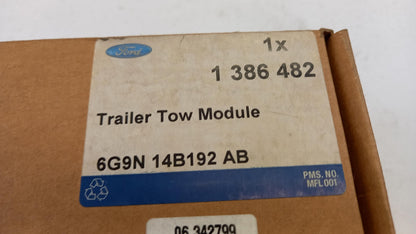 Ford
1x
1 386 482
Trailer Tow Module
6G9N 14B192 AB
PMS. NO.
MFL001
06 342799